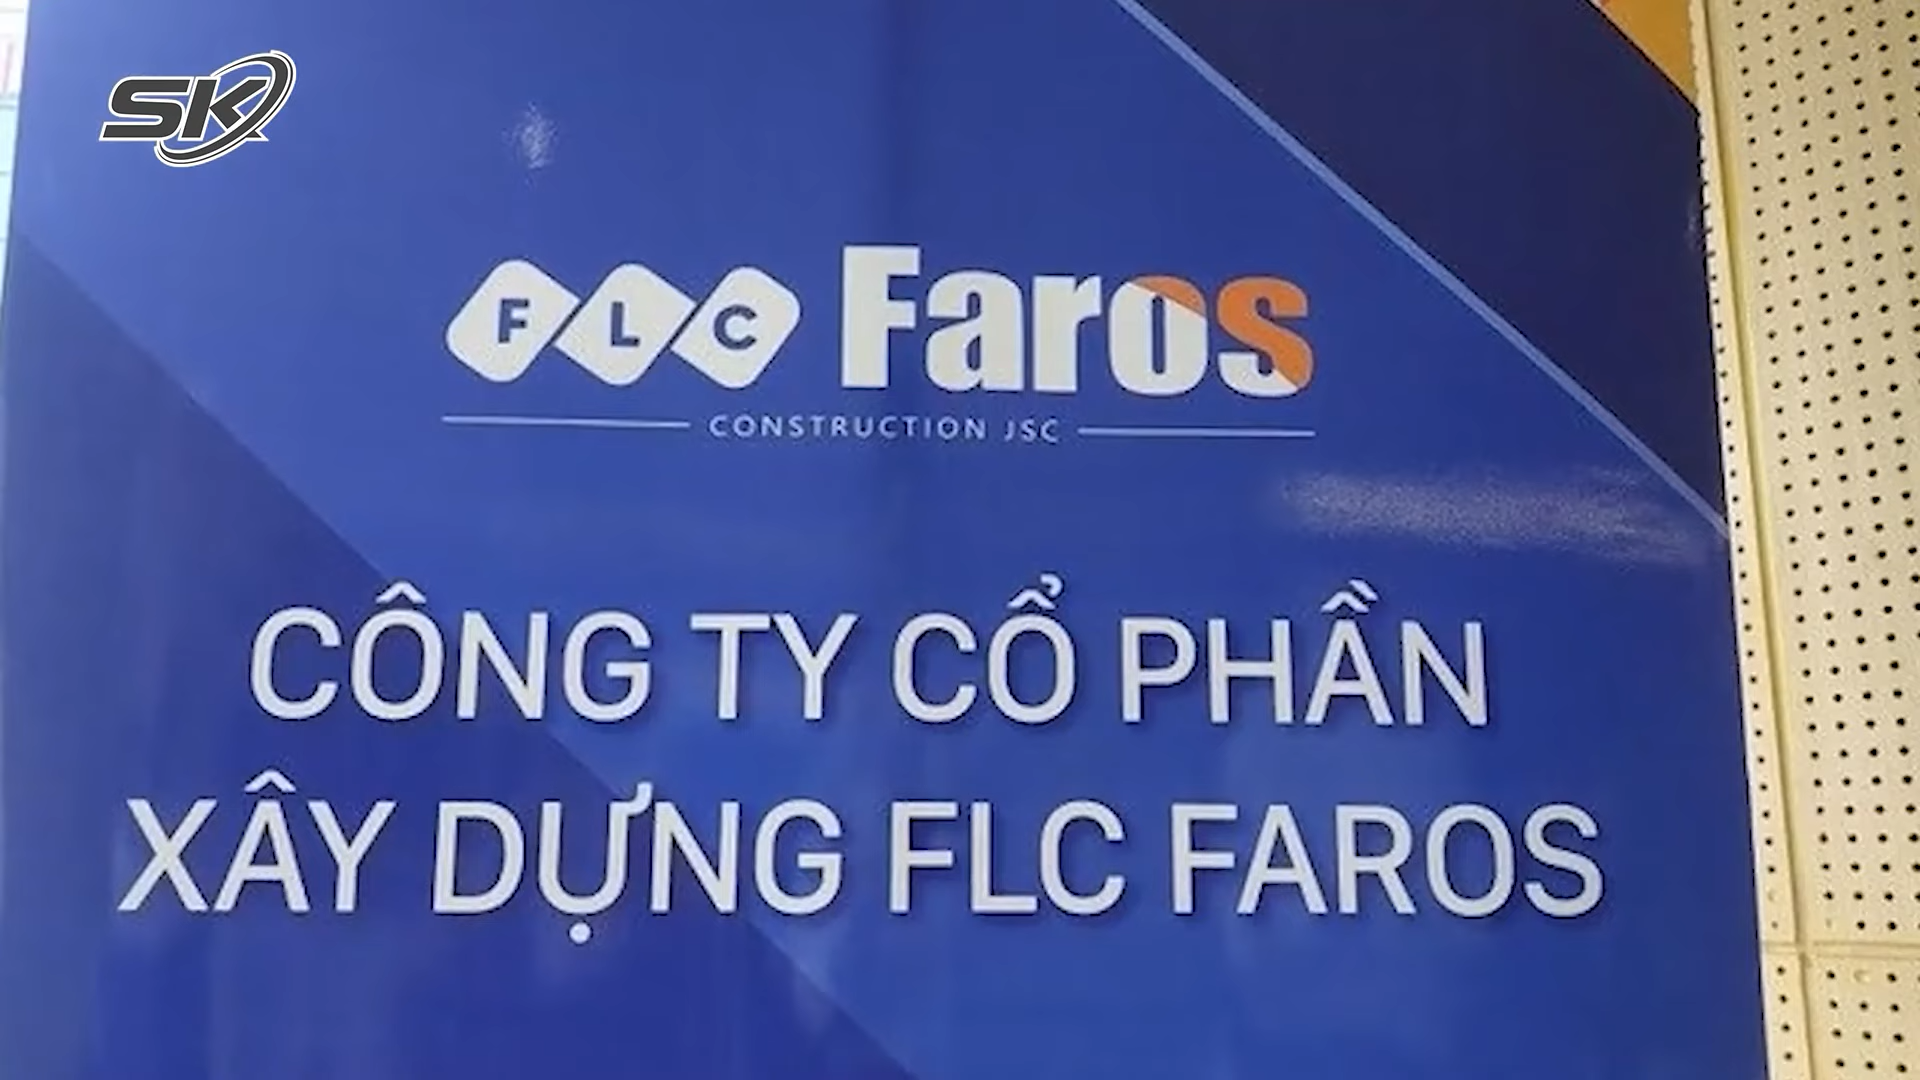 SK
FLC Faros
CONSTRUCTION JSC
CÔNG TY CỔ PHẦN
XÂY DỰNG FLC FAROS